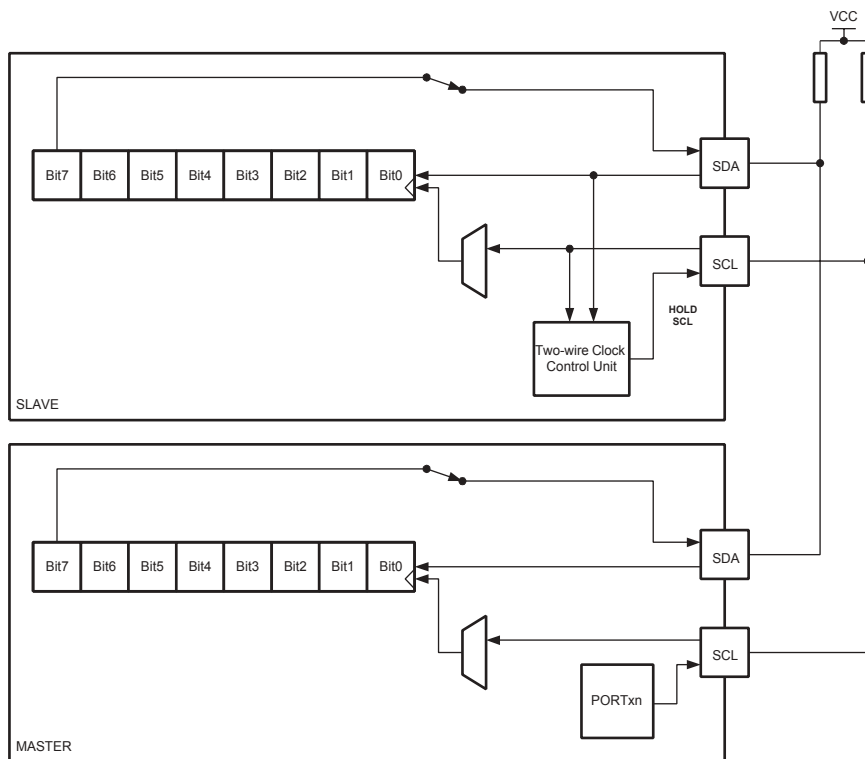 VCC
Bit7 Bit6 Bit5 Bit4 Bit3 Bit2 Bit1 Bit0
SDA
SCL
HOLD
SCL
Two-wire Clock
Control Unit
SLAVE
Bit7 Bit6 Bit5 Bit4 Bit3 Bit2 Bit1 Bit0
SDA
SCL
PORTxn
MASTER